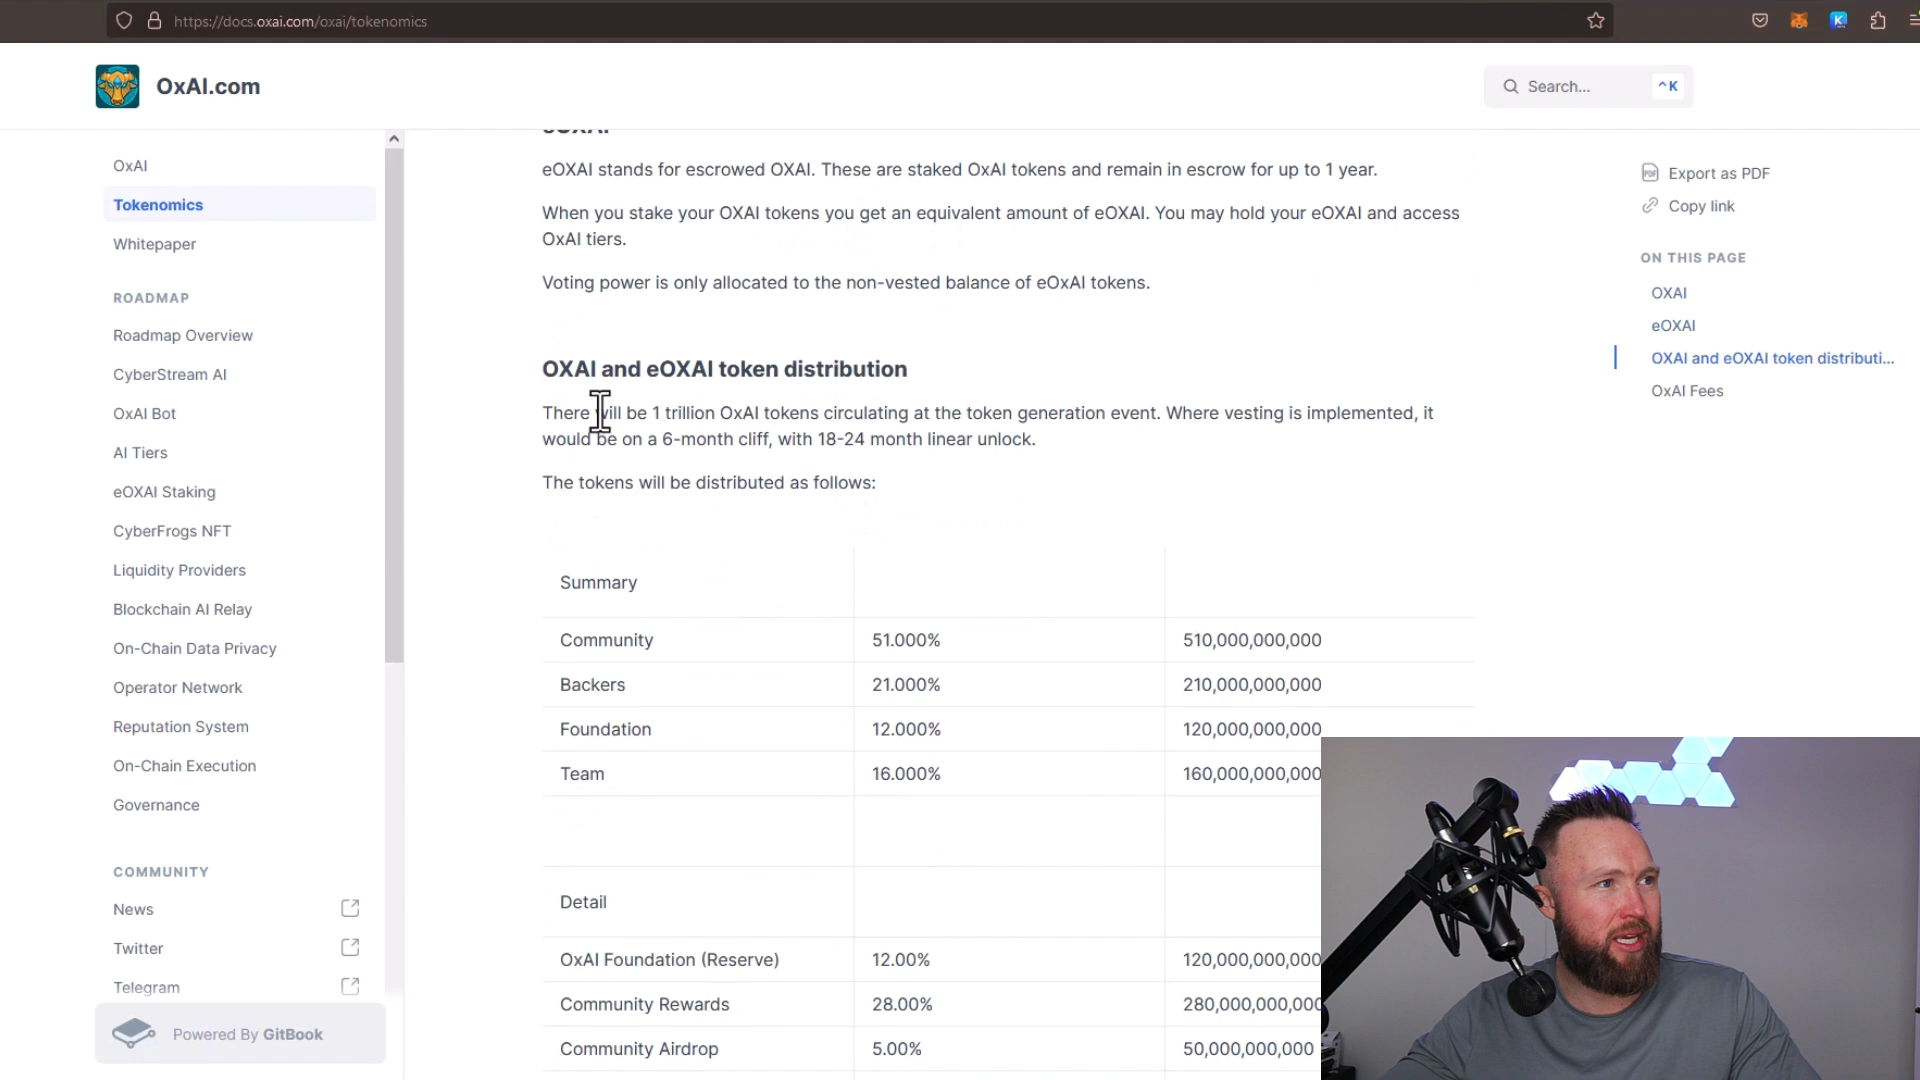 https://docs.oxai.com/oxai/tokenomics
OxAI.com
Search...
^K
OxAI
Tokenomics
Whitepaper
ROADMAP
Roadmap Overview
CyberStream AI
OxAI Bot
AI Tiers
eOXAI Staking
CyberFrogs NFT
Liquidity Providers
Blockchain AI Relay
On-Chain Data Privacy
Operator Network
Reputation System
On-Chain Execution
Governance
COMMUNITY
News
Twitter
Telegram
Powered By GitBook
eOXAI
eOXAI stands for escrowed OXAI. These are staked OxAI tokens and remain in escrow for up to 1 year.
When you stake your OXAI tokens you get an equivalent amount of eOXAI. You may hold your eOXAI and access
OxAI tiers.
Voting power is only allocated to the non-vested balance of eOxAI tokens.
OXAI and eOXAI token distribution
There will be 1 trillion OxAI tokens circulating at the token generation event. Where vesting is implemented, it
would be on a 6-month cliff, with 18-24 month linear unlock.
The tokens will be distributed as follows:
Summary
Community 51.000% 510,000,000,000
Backers 21.000% 210,000,000,000
Foundation 12.000% 120,000,000,000
Team 16.000% 160,000,000,000
Detail
OxAI Foundation (Reserve) 12.00% 120,000,000,000
Community Rewards 28.00% 280,000,000,000
Community Airdrop 5.00% 50,000,000,000
PDF
Export as PDF
Copy link
ON THIS PAGE
OXAI
eOXAI
OXAI and eOXAI token distributi...
OxAI Fees